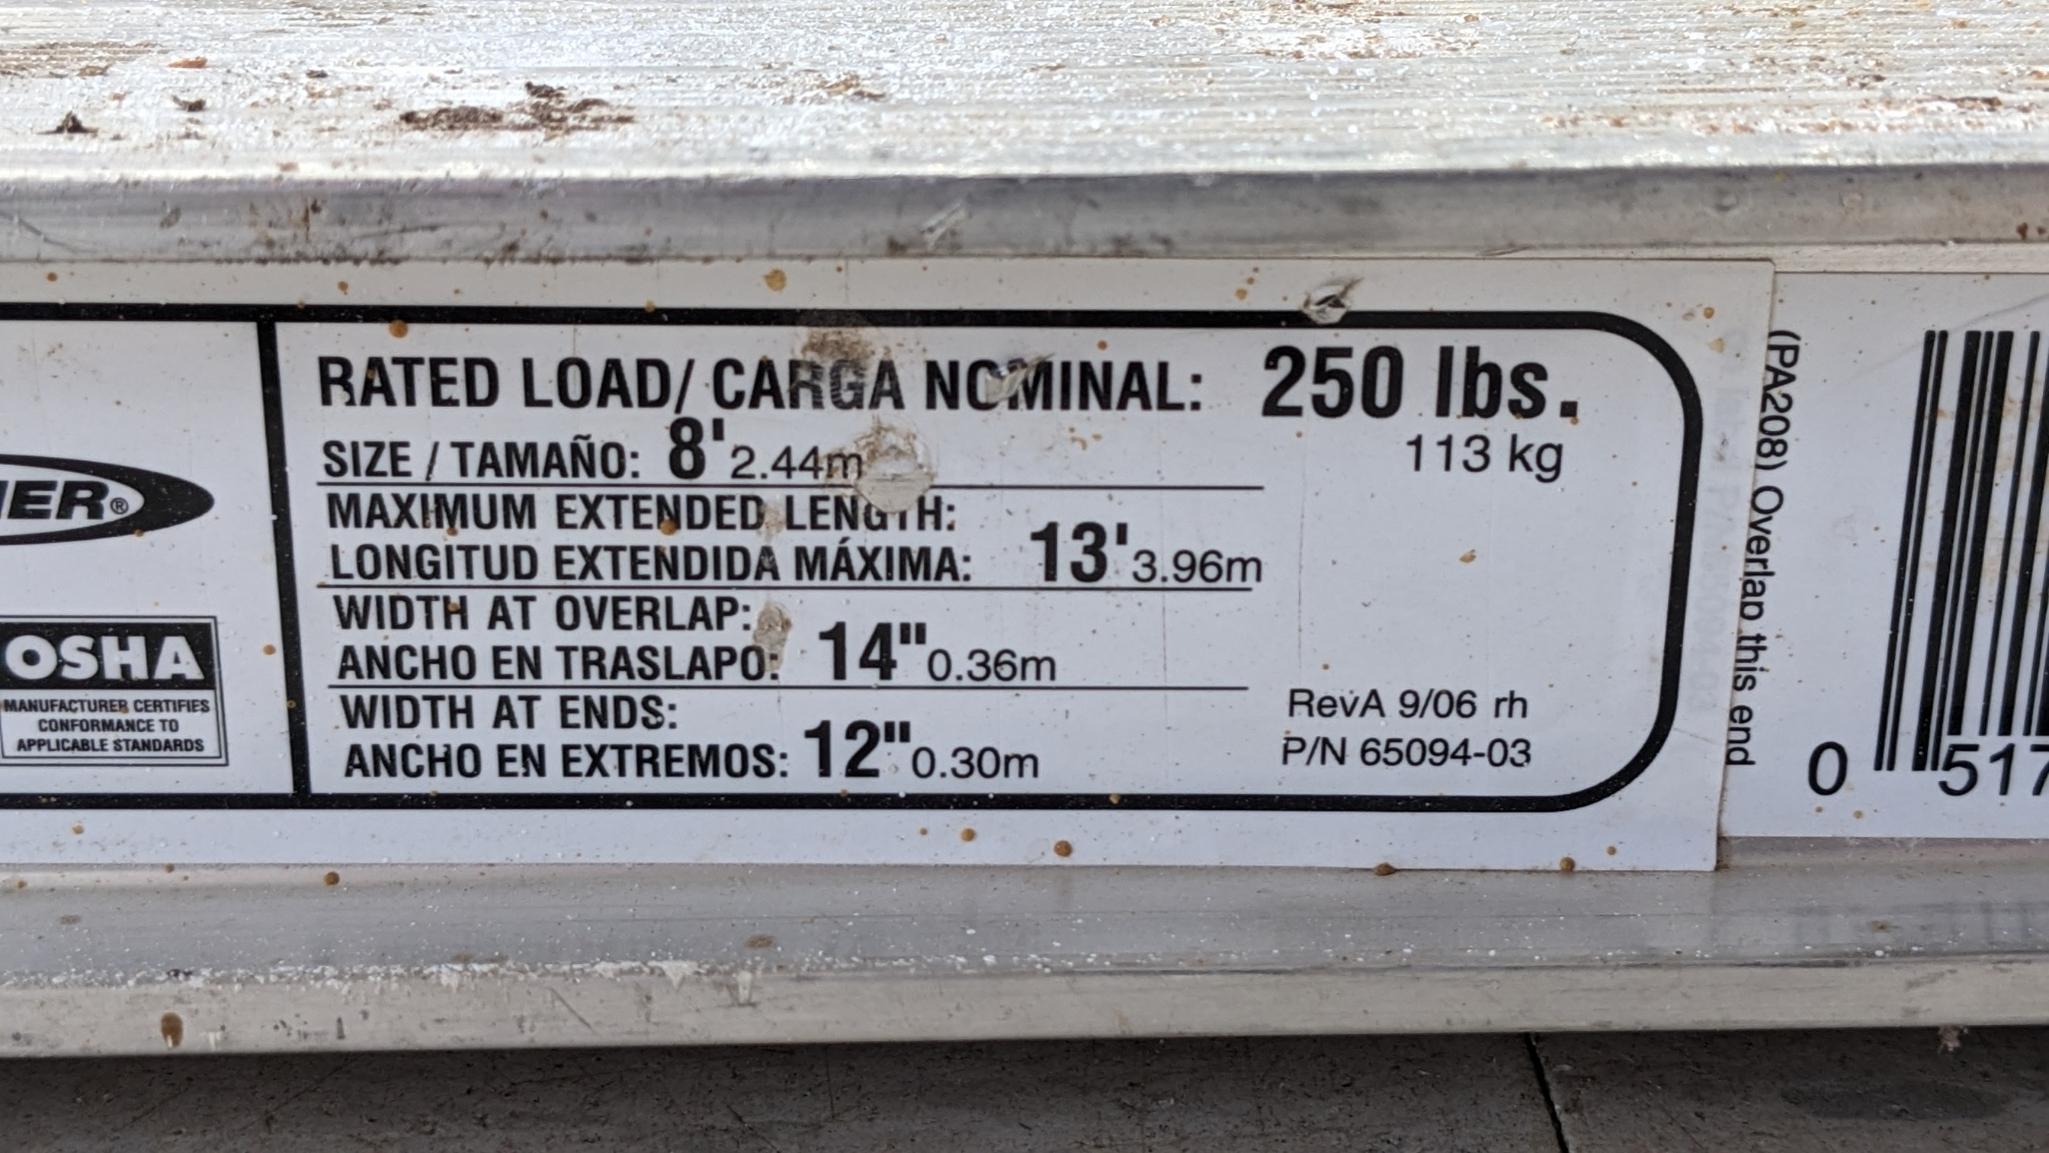 RATED LOAD/ CARGA NOMINAL: 250 lbs.
113 kg
SIZE / TAMAÑO: 8' 2.44m
MAXIMUM EXTENDED LENGTH:
LONGITUD EXTENDIDA MÁXIMA: 13' 3.96m
WIDTH AT OVERLAP:
ANCHO EN TRASLAPO: 14" 0.36m
WIDTH AT ENDS:
ANCHO EN EXTREMOS: 12" 0.30m
RevA 9/06 rh
P/N 65094-03
OSHA
MANUFACTURER CERTIFIES
CONFORMANCE TO
APPLICABLE STANDARDS
(PA208) Overlap this end
0 517